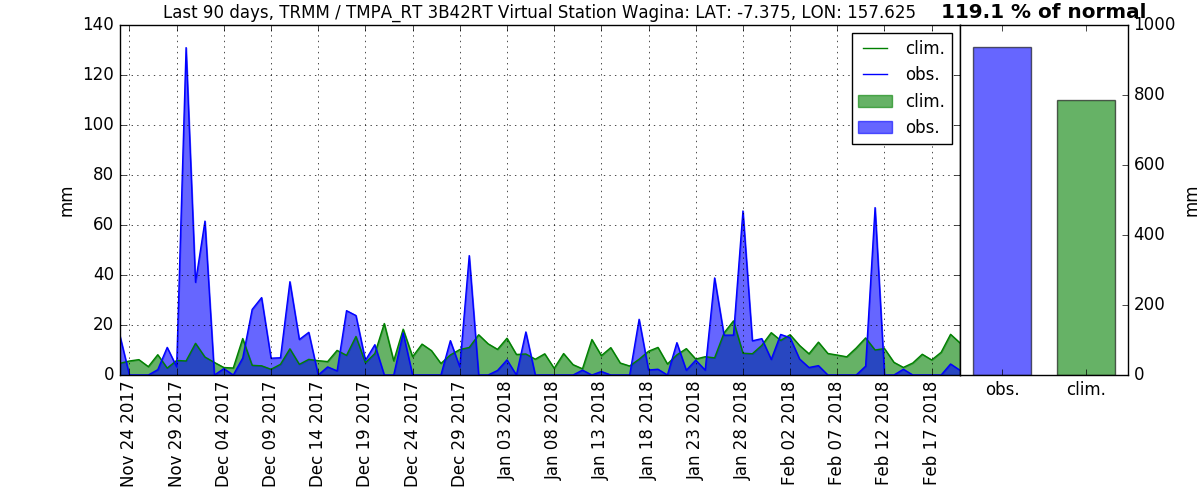 Last 90 days, TRMM / TMPA_RT 3B42RT Virtual Station Wagina: LAT: -7.375, LON: 157.625
119.1 % of normal
140
120
100
80
60
40
20
0
mm
clim.
obs.
clim.
obs.
1000
800
600
400
200
0
mm
obs.
clim.
Nov 24 2017
Nov 29 2017
Dec 04 2017
Dec 09 2017
Dec 14 2017
Dec 19 2017
Dec 24 2017
Dec 29 2017
Jan 03 2018
Jan 08 2018
Jan 13 2018
Jan 18 2018
Jan 23 2018
Jan 28 2018
Feb 02 2018
Feb 07 2018
Feb 12 2018
Feb 17 2018